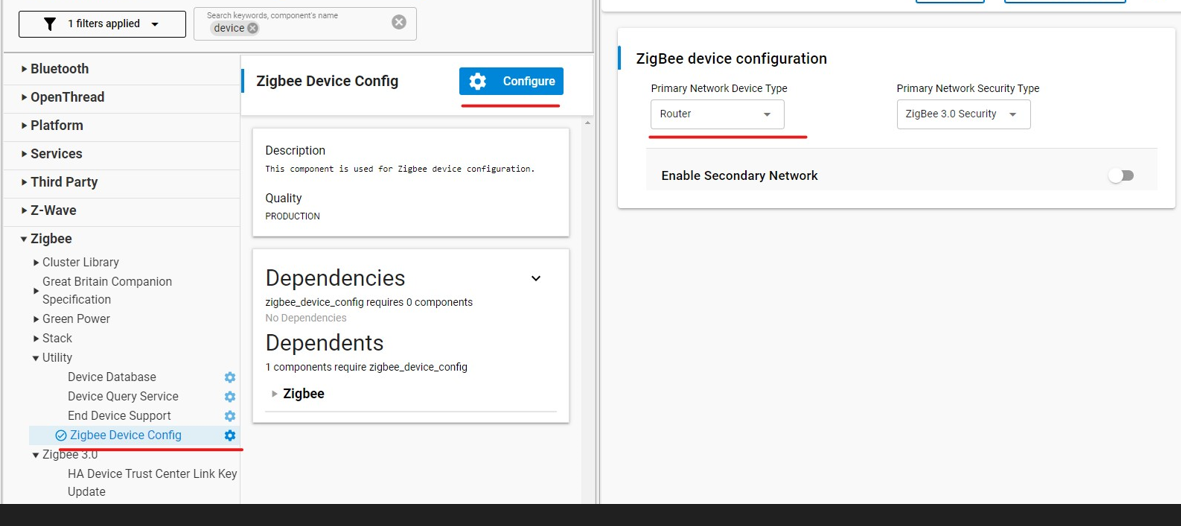 1 filters applied
Search keywords, component's name
device
Bluetooth
OpenThread
Platform
Services
Third Party
Z-Wave
Zigbee
Cluster Library
Great Britain Companion
Specification
Green Power
Stack
Utility
Device Database
Device Query Service
End Device Support
Zigbee Device Config
Zigbee 3.0
HA Device Trust Center Link Key
Update
Zigbee Device Config
Configure
Description
This component is used for Zigbee device configuration.
Quality
PRODUCTION
Dependencies
zigbee_device_config requires 0 components
No Dependencies
Dependents
1 components require zigbee_device_config
Zigbee
ZigBee device configuration
Primary Network Device Type
Router
Primary Network Security Type
ZigBee 3.0 Security
Enable Secondary Network